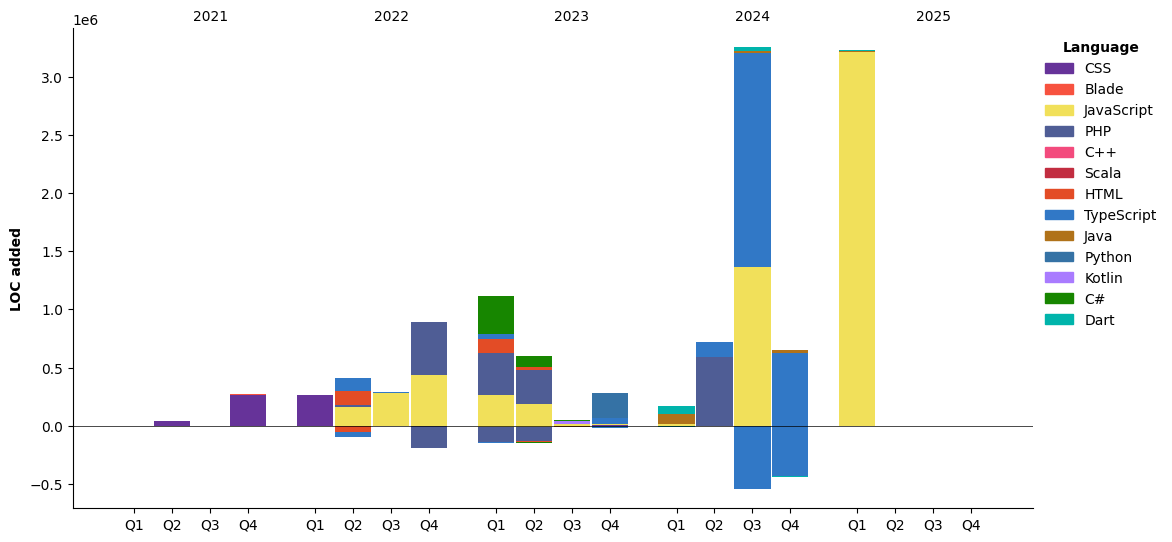 1e6
2021 2022 2023 2024 2025
Language
CSS
Blade
JavaScript
PHP
C++
Scala
HTML
TypeScript
Java
Python
Kotlin
C#
Dart
LOC added
3.0
2.5
2.0
1.5
1.0
0.5
0.0
−0.5
Q1 Q2 Q3 Q4 Q1 Q2 Q3 Q4 Q1 Q2 Q3 Q4 Q1 Q2 Q3 Q4 Q1 Q2 Q3 Q4